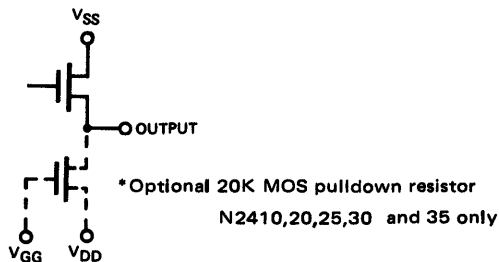 VSS
OUTPUT
*Optional 20K MOS pulldown resistor
N2410,20,25,30 and 35 only
VGG VDD